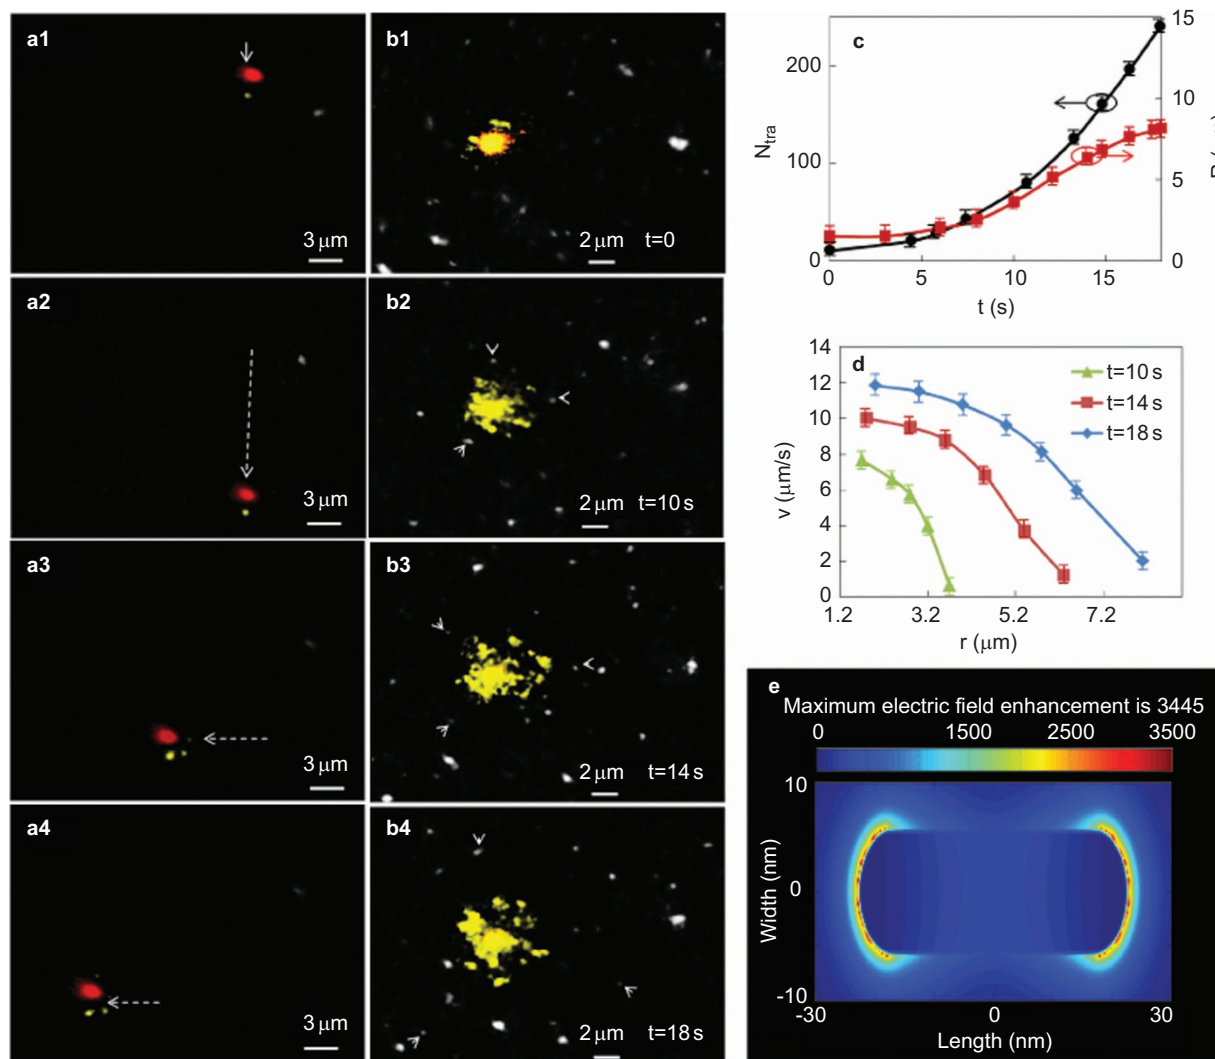 a1
3 μm
a2
3 μm
a3
3 μm
a4
3 μm
b1
2 μm t=0
b2
2 μm t=10 s
b3
2 μm t=14 s
b4
2 μm t=18 s
c
15
200
10
N_tra
100
5
0
0
0 5 10 15
t (s)
d
14
12
10
8
6
4
2
0
v (μm/s)
t=10 s
t=14 s
t=18 s
1.2 3.2 5.2 7.2
r (μm)
e
Maximum electric field enhancement is 3445
0 1500 2500 3500
10
0
-10
Width (nm)
-30 0 30
Length (nm)